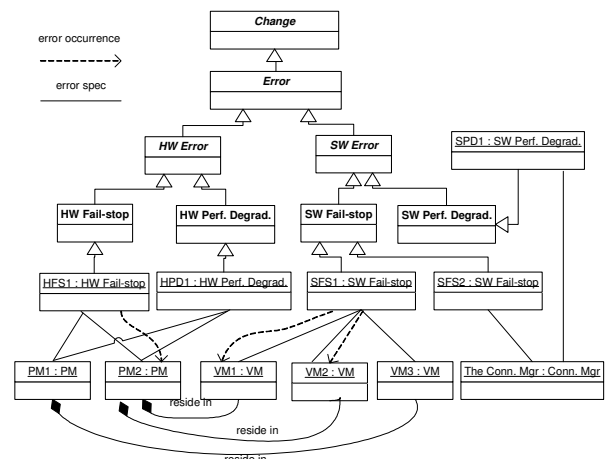 Change
error occurrence
Error
error spec
HW Error
SW Error
SPD1 : SW Perf. Degrad.
HW Fail-stop
HW Perf. Degrad.
SW Fail-stop
SW Perf. Degrad.
HFS1 : HW Fail-stop
HPD1 : HW Perf. Degrad.
SFS1 : SW Fail-stop
SFS2 : SW Fail-stop
PM1 : PM
PM2 : PM
VM1 : VM
VM2 : VM
VM3 : VM
The Conn. Mgr : Conn. Mgr
reside in
reside in
reside in